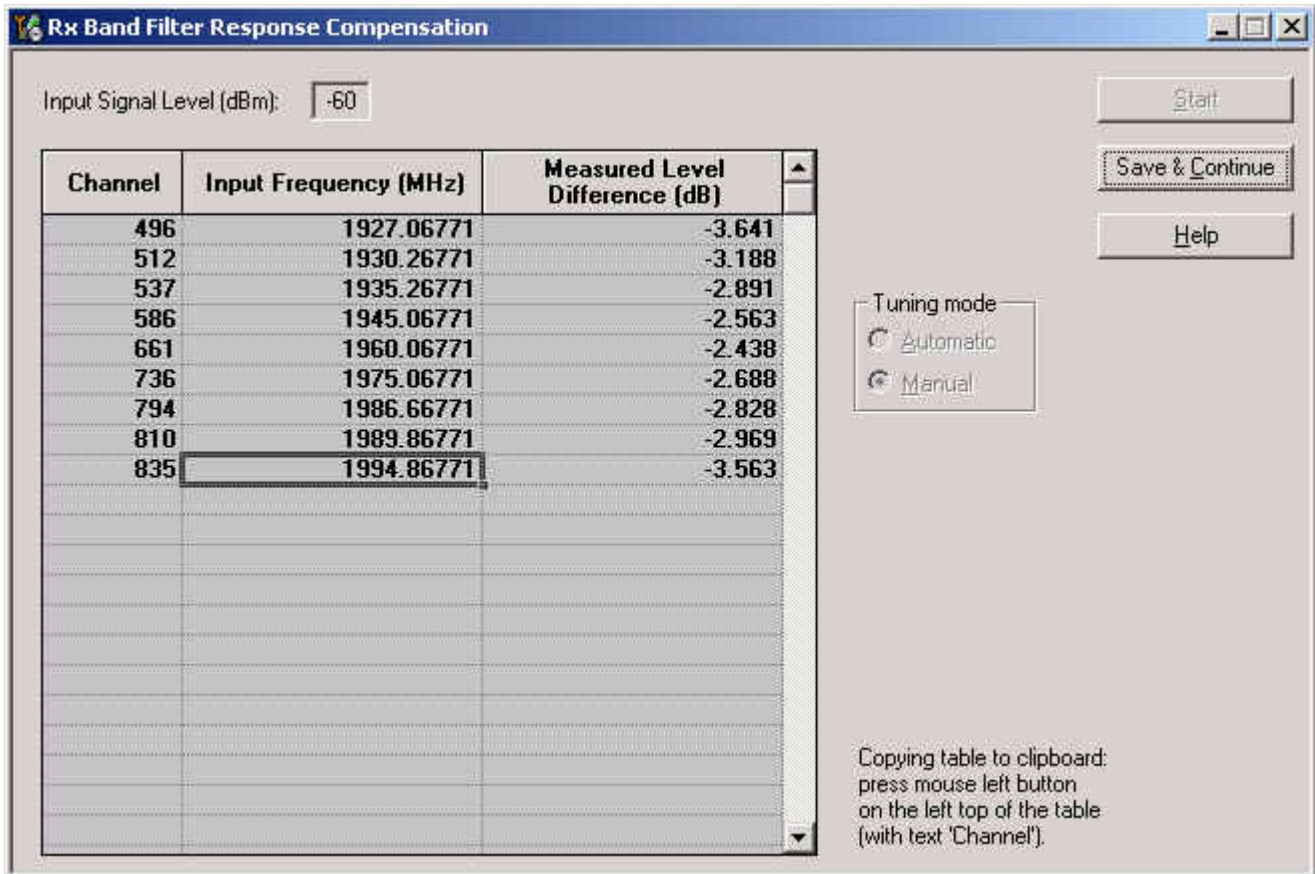 Rx Band Filter Response Compensation
Input Signal Level (dBm): -60
Start
Save & Continue
Help
Channel Input Frequency (MHz) Measured Level Difference (dB)
496 1927.06771 -3.641
512 1930.26771 -3.188
537 1935.26771 -2.891
586 1945.06771 -2.563
661 1960.06771 -2.438
736 1975.06771 -2.688
794 1986.66771 -2.828
810 1989.86771 -2.969
835 1994.86771 -3.563
Tuning mode
Automatic
Manual
Copying table to clipboard:
press mouse left button
on the left top of the table
(with text 'Channel').